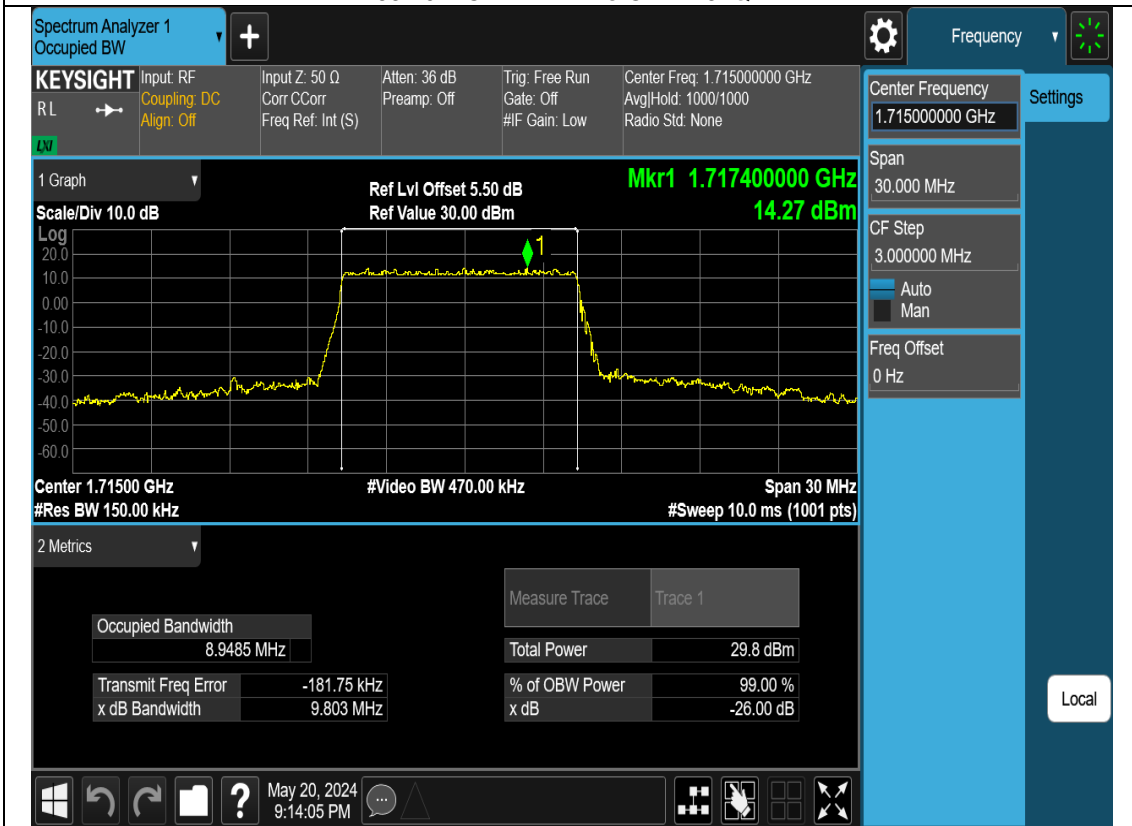 Spectrum Analyzer 1
Occupied BW
Frequency
KEYSIGHT
RL
LXI
Input: RF
Coupling: DC
Align: Off
Input Z: 50 Ω
Corr CCorr
Freq Ref: Int (S)
Atten: 36 dB
Preamp: Off
Trig: Free Run
Gate: Off
#IF Gain: Low
Center Freq: 1.715000000 GHz
Avg|Hold: 1000/1000
Radio Std: None
Center Frequency
1.715000000 GHz
Settings
Span
30.000 MHz
CF Step
3.000000 MHz
Auto
Man
Freq Offset
0 Hz
Local
1 Graph
Scale/Div 10.0 dB
Ref Lvl Offset 5.50 dB
Ref Value 30.00 dBm
Mkr1 1.717400000 GHz
14.27 dBm
Log
1
20.0
10.0
0.00
-10.0
-20.0
-30.0
-40.0
-50.0
-60.0
Center 1.71500 GHz
#Video BW 470.00 kHz
Span 30 MHz
#Res BW 150.00 kHz
#Sweep 10.0 ms (1001 pts)
2 Metrics
Measure Trace Trace 1
Occupied Bandwidth
8.9485 MHz
Total Power 29.8 dBm
Transmit Freq Error -181.75 kHz
% of OBW Power 99.00 %
x dB Bandwidth 9.803 MHz
x dB -26.00 dB
May 20, 2024
9:14:05 PM